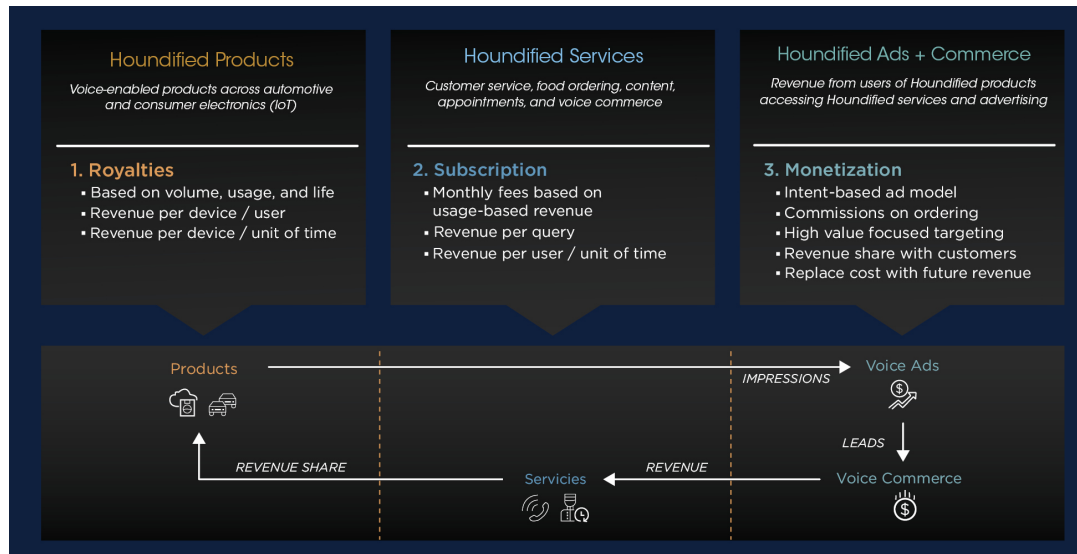 Houndified Products
Voice-enabled products across automotive
and consumer electronics (IoT)
1. Royalties
▪ Based on volume, usage, and life
▪ Revenue per device / user
▪ Revenue per device / unit of time
Houndified Services
Customer service, food ordering, content,
appointments, and voice commerce
2. Subscription
▪ Monthly fees based on
usage-based revenue
▪ Revenue per query
▪ Revenue per user / unit of time
Houndified Ads + Commerce
Revenue from users of Houndified products
accessing Houndified services and advertising
3. Monetization
▪ Intent-based ad model
▪ Commissions on ordering
▪ High value focused targeting
▪ Revenue share with customers
▪ Replace cost with future revenue
Products
IMPRESSIONS
Voice Ads
$
LEADS
REVENUE SHARE
Servicies
REVENUE
Voice Commerce
$